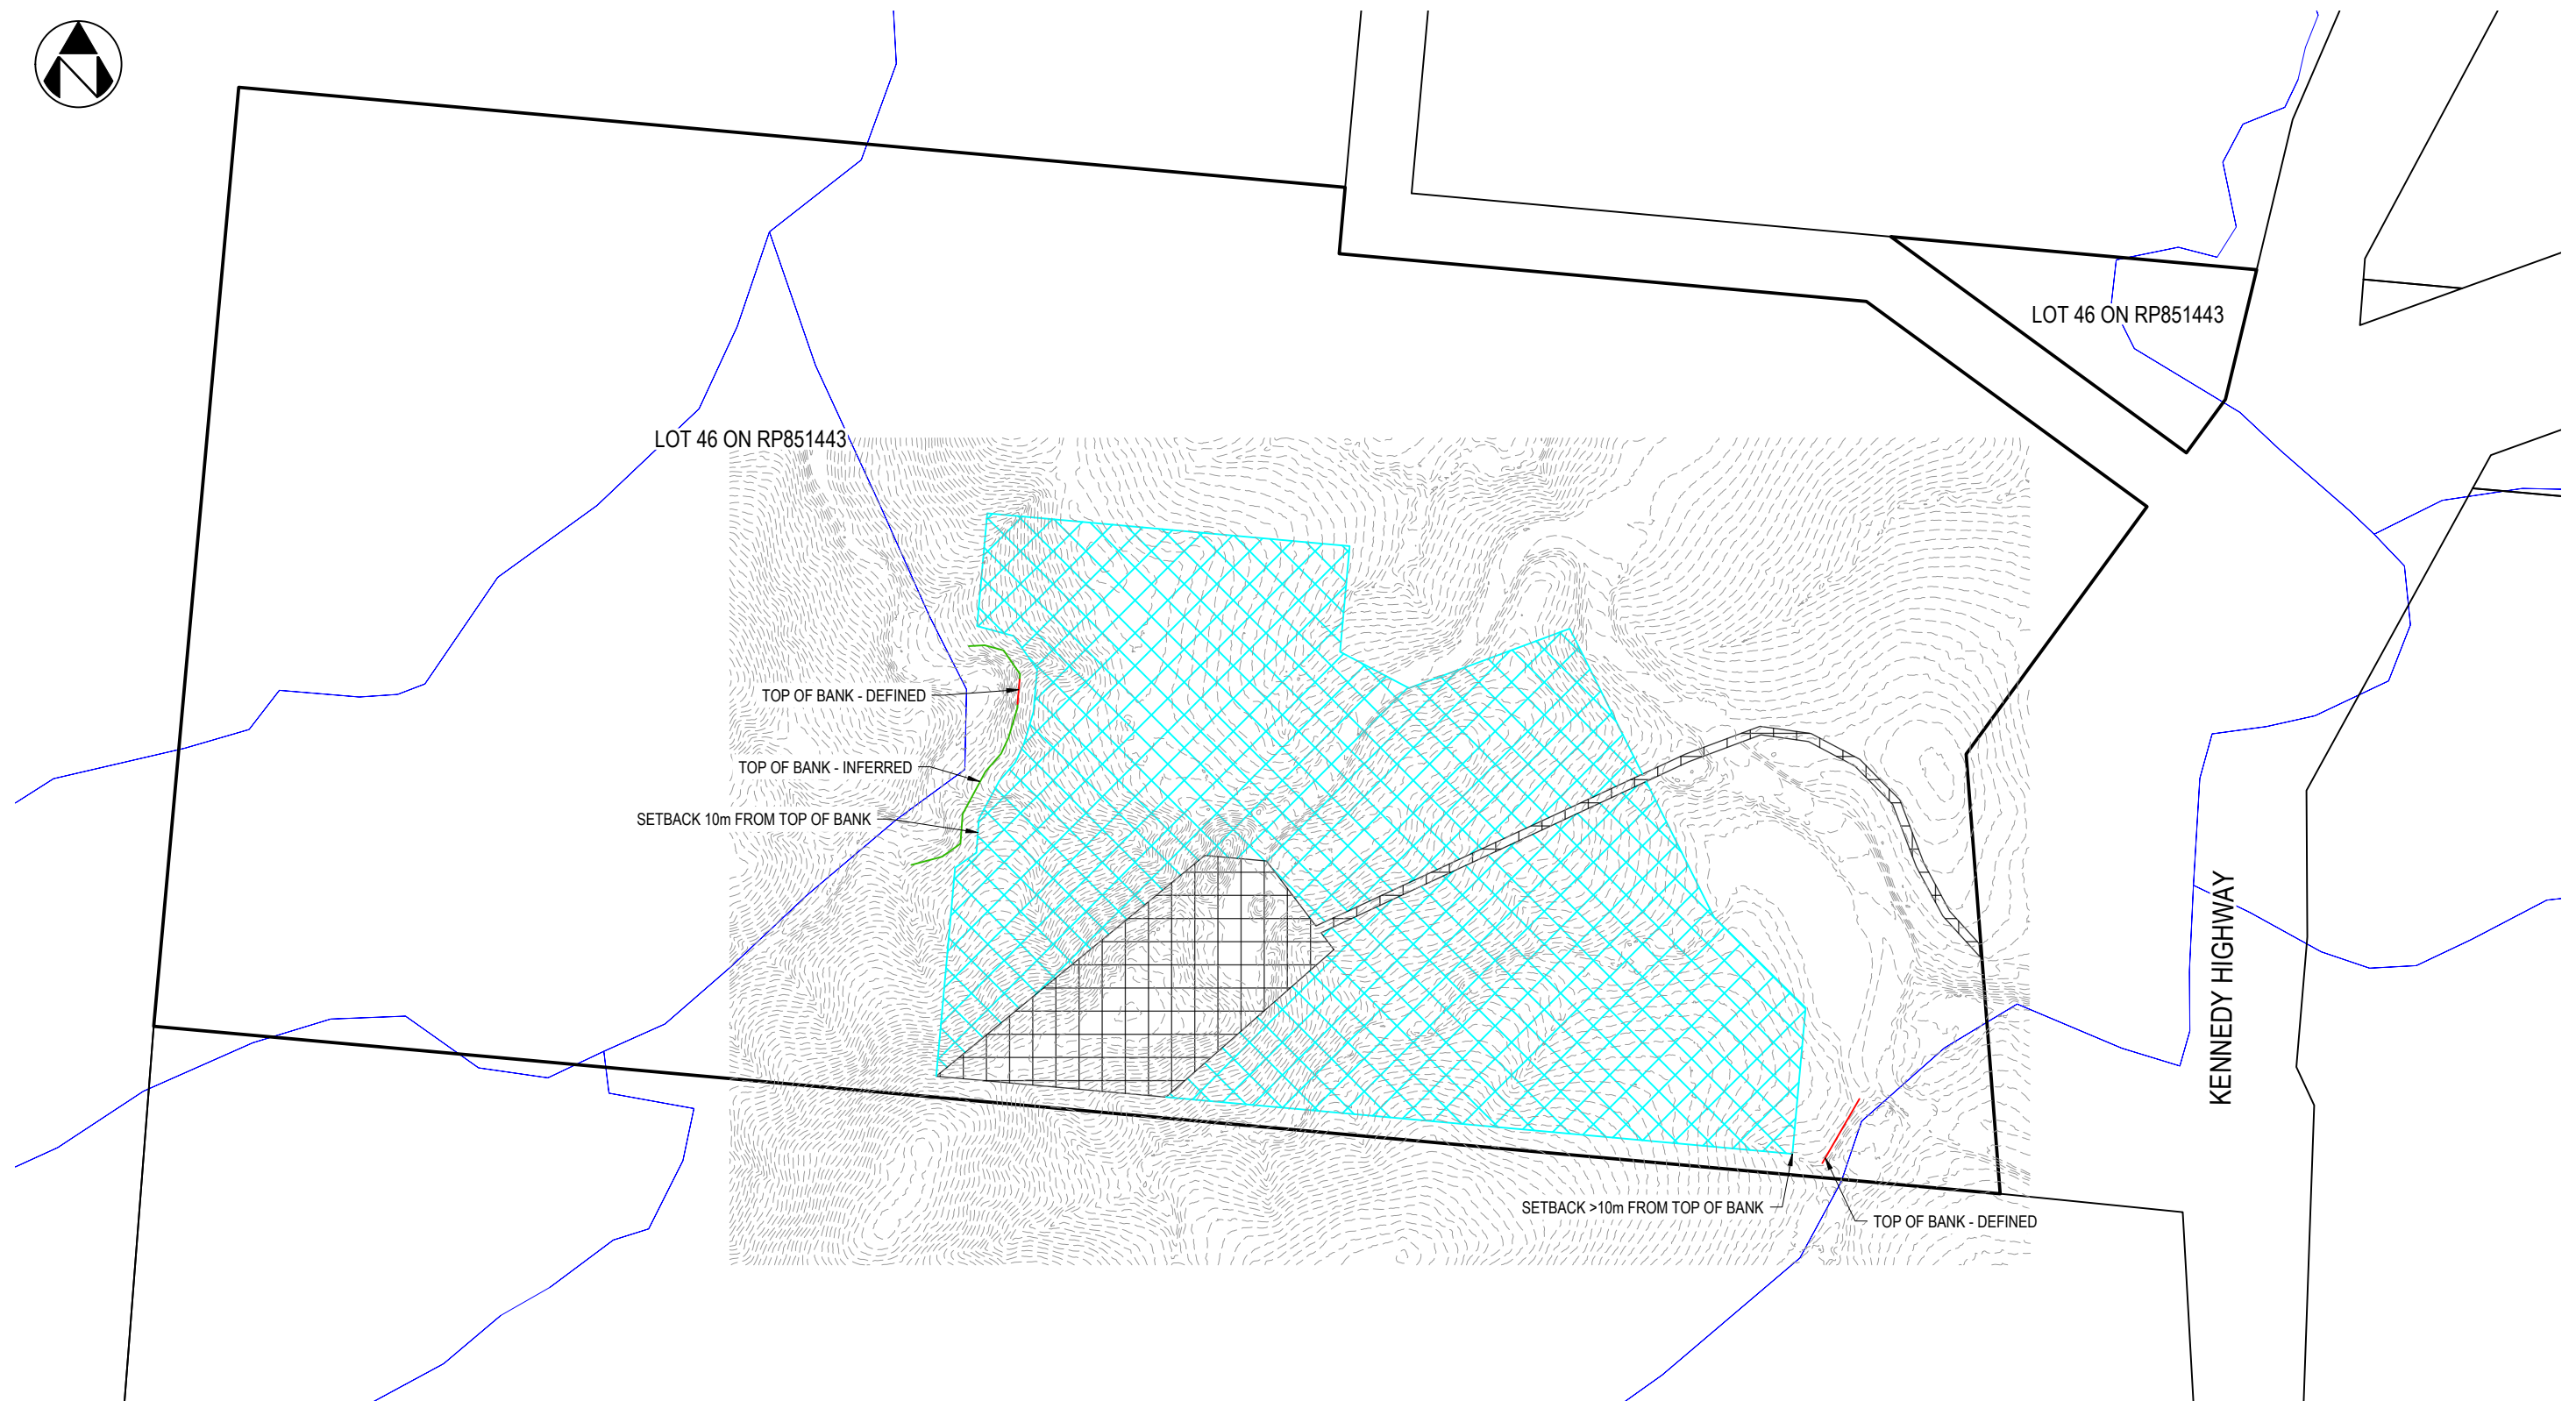 N
LOT 46 ON RP851443
LOT 46 ON RP851443
TOP OF BANK - DEFINED
TOP OF BANK - INFERRED
SETBACK 10m FROM TOP OF BANK
KENNEDY HIGHWAY
SETBACK >10m FROM TOP OF BANK
TOP OF BANK - DEFINED